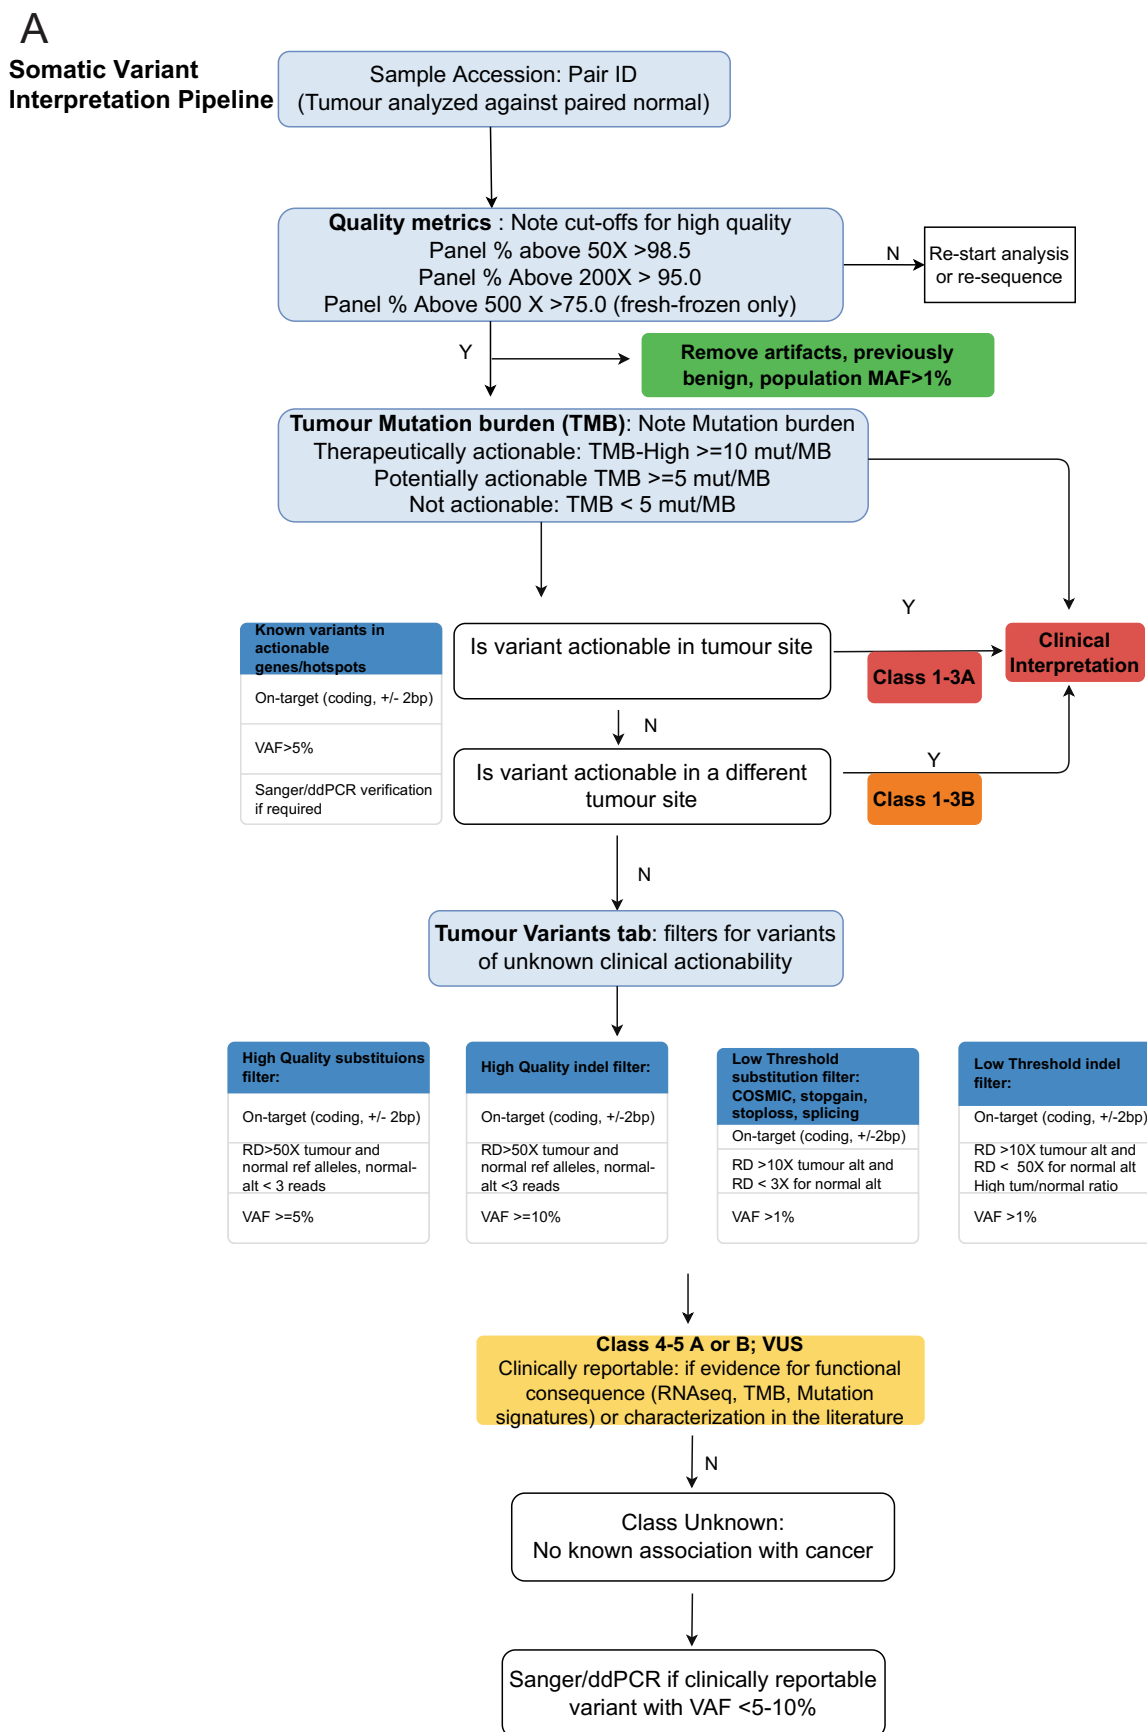 A
Somatic Variant
Interpretation Pipeline
Sample Accession: Pair ID
(Tumour analyzed against paired normal)
Quality metrics : Note cut-offs for high quality
Panel % above 50X >98.5
Panel % Above 200X > 95.0
Panel % Above 500 X >75.0 (fresh-frozen only)
N
Re-start analysis
or re-sequence
Y
Remove artifacts, previously
benign, population MAF>1%
Tumour Mutation burden (TMB): Note Mutation burden
Therapeutically actionable: TMB-High >=10 mut/MB
Potentially actionable TMB >=5 mut/MB
Not actionable: TMB < 5 mut/MB
Known variants in
actionable
genes/hotspots
On-target (coding, +/- 2bp)
VAF>5%
Sanger/ddPCR verification
if required
Is variant actionable in tumour site
Y
Class 1-3A
Clinical
Interpretation
N
Is variant actionable in a different
tumour site
Y
Class 1-3B
N
Tumour Variants tab: filters for variants
of unknown clinical actionability
High Quality substituions
filter:
On-target (coding, +/- 2bp)
RD>50X tumour and
normal ref alleles, normal-
alt < 3 reads
VAF >=5%
High Quality indel filter:
On-target (coding, +/-2bp)
RD>50X tumour and
normal ref alleles, normal-
alt <3 reads
VAF >=10%
Low Threshold
substitution filter:
COSMIC, stopgain,
stoploss, splicing
On-target (coding, +/-2bp)
RD >10X tumour alt and
RD < 3X for normal alt
VAF >1%
Low Threshold indel
filter:
On-target (coding, +/-2bp)
RD >10X tumour alt and
RD < 50X for normal alt
High tum/normal ratio
VAF >1%
Class 4-5 A or B; VUS
Clinically reportable: if evidence for functional
consequence (RNAseq, TMB, Mutation
signatures) or characterization in the literature
N
Class Unknown:
No known association with cancer
Sanger/ddPCR if clinically reportable
variant with VAF <5-10%